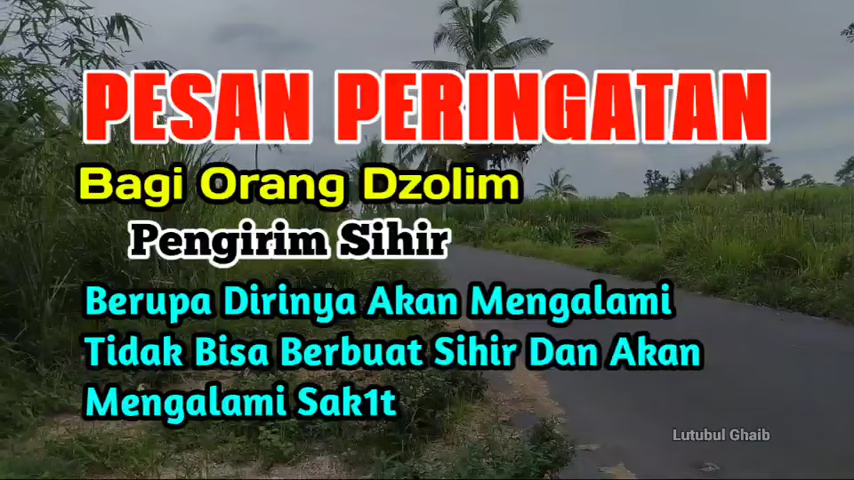 PESAN PERINGATAN
Bagi Orang Dzolim
Pengirim Sihir
Berupa Dirinya Akan Mengalami
Tidak Bisa Berbuat Sihir Dan Akan
Mengalami Sak1t
Lutubul Ghaib